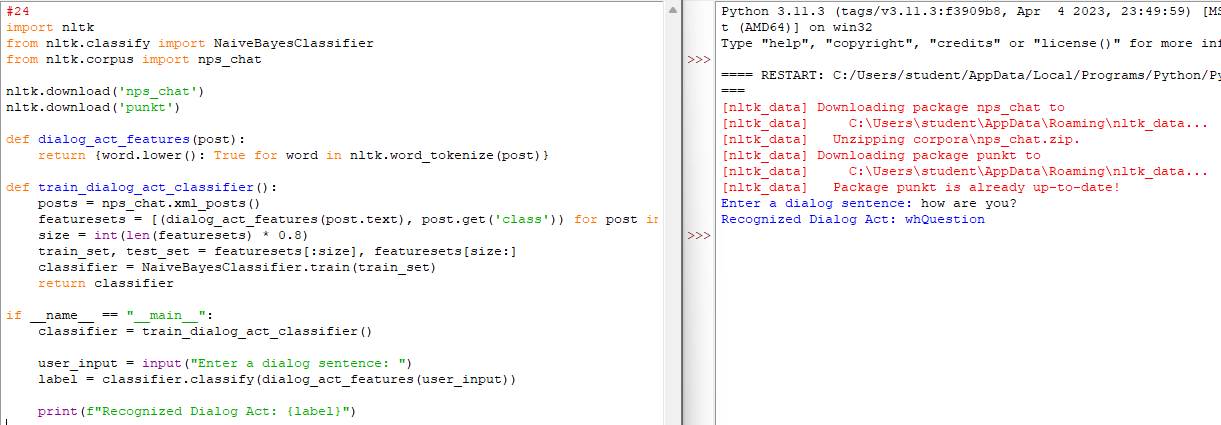 #24
import nltk
from nltk.classify import NaiveBayesClassifier
from nltk.corpus import nps_chat

nltk.download('nps_chat')
nltk.download('punkt')

def dialog_act_features(post):
    return {word.lower(): True for word in nltk.word_tokenize(post)}

def train_dialog_act_classifier():
    posts = nps_chat.xml_posts()
    featuresets = [(dialog_act_features(post.text), post.get('class')) for post in
    size = int(len(featuresets) * 0.8)
    train_set, test_set = featuresets[:size], featuresets[size:]
    classifier = NaiveBayesClassifier.train(train_set)
    return classifier

if __name__ == "__main__":
    classifier = train_dialog_act_classifier()

    user_input = input("Enter a dialog sentence: ")
    label = classifier.classify(dialog_act_features(user_input))

    print(f"Recognized Dialog Act: {label}")
Python 3.11.3 (tags/v3.11.3:f3909b8, Apr  4 2023, 23:49:59) [MS
t (AMD64)] on win32
Type "help", "copyright", "credits" or "license()" for more inf
>>>
==== RESTART: C:/Users/student/AppData/Local/Programs/Python/Py
===
[nltk_data] Downloading package nps_chat to
[nltk_data]     C:\Users\student\AppData\Roaming\nltk_data...
[nltk_data]   Unzipping corpora\nps_chat.zip.
[nltk_data] Downloading package punkt to
[nltk_data]     C:\Users\student\AppData\Roaming\nltk_data...
[nltk_data]   Package punkt is already up-to-date!
Enter a dialog sentence: how are you?
Recognized Dialog Act: whQuestion
>>>